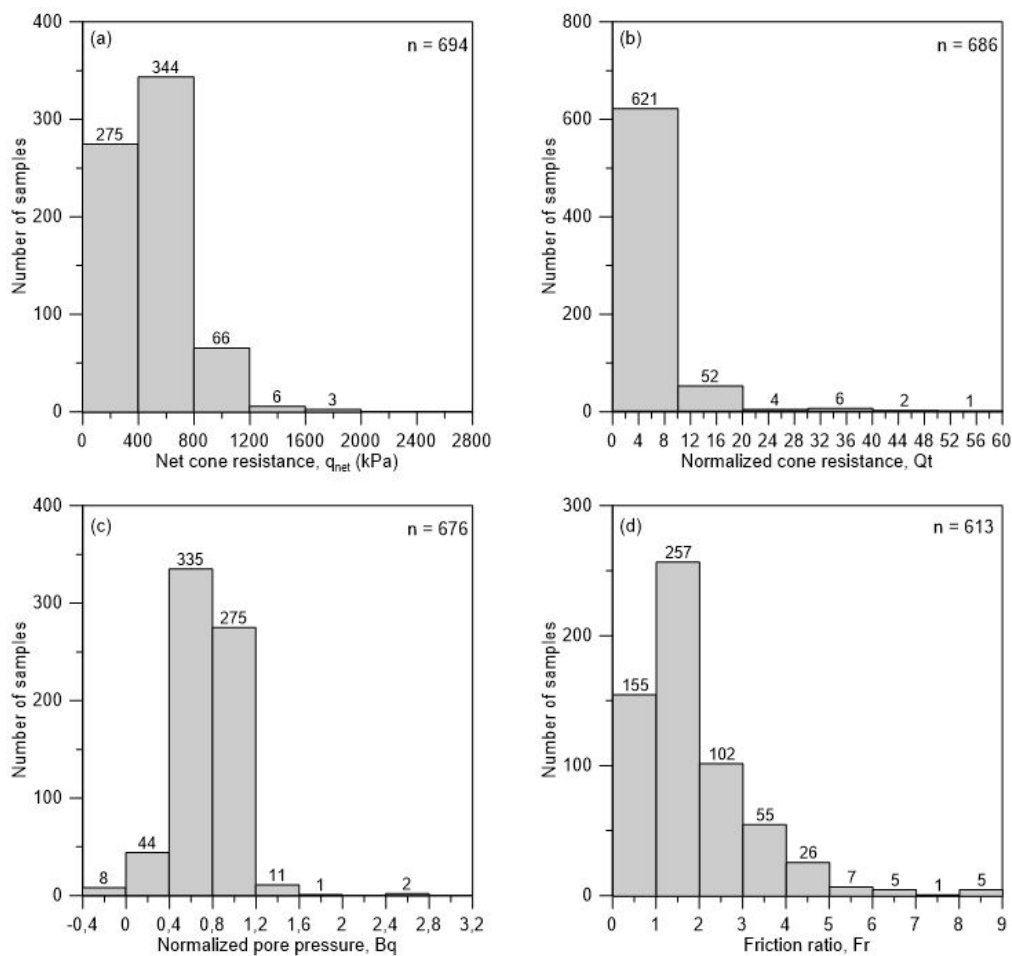 (a)
n = 694
400
300
200
100
0
Number of samples
275
344
66
6
3
0 400 800 1200 1600 2000 2400 2800
Net cone resistance, qnet (kPa)
(b)
n = 686
800
600
400
200
0
Number of samples
621
52
4
6
2
1
0 4 8 12 16 20 24 28 32 36 40 44 48 52 56 60
Normalized cone resistance, Qt
(c)
n = 676
400
300
200
100
0
Number of samples
8
44
335
275
11
1
2
-0,4 0 0,4 0,8 1,2 1,6 2 2,4 2,8 3,2
Normalized pore pressure, Bq
(d)
n = 613
300
200
100
0
Number of samples
155
257
102
55
26
7
5
1
5
0 1 2 3 4 5 6 7 8 9
Friction ratio, Fr